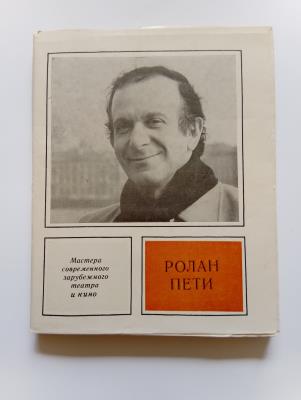 Мастера
современного
зарубежного
театра
и кино
РОЛАН
ПЕТИ